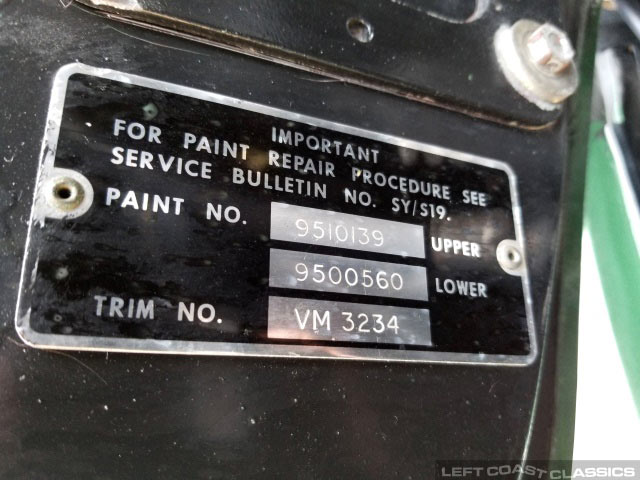 IMPORTANT
FOR PAINT REPAIR PROCEDURE SEE
SERVICE BULLETIN NO. SY/S19.
PAINT NO. 9510139 UPPER
9500560 LOWER
TRIM NO. VM 3234
LEFT COAST CLASSICS